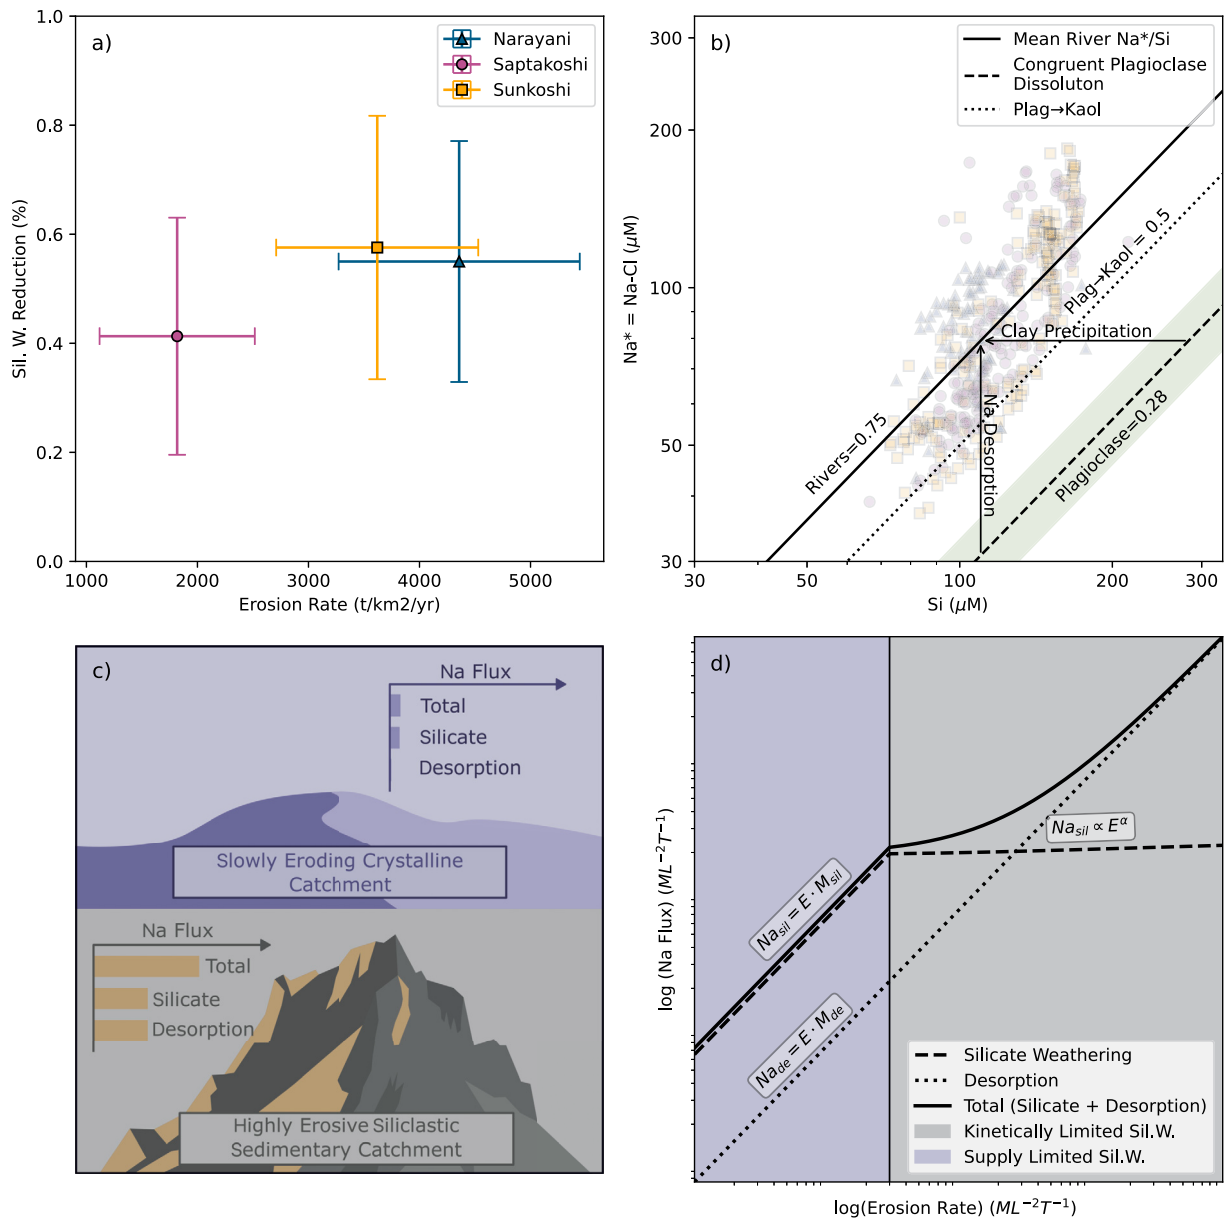 a)
Narayani
Saptakoshi
Sunkoshi
1.0
0.8
0.6
0.4
0.2
0.0
Sil. W. Reduction (%)
1000 2000 3000 4000 5000
Erosion Rate (t/km2/yr)
b)
Mean River Na*/Si
Congruent Plagioclase
Dissoluton
Plag→Kaol
300
200
100
50
30
Na* = Na-Cl (μM)
Rivers=0.75
Plag→Kaol = 0.5
Clay Precipitation
Na Desorption
Plagioclase=0.28
30 50 100 200 300
Si (μM)
c)
Na Flux
Total
Silicate
Desorption
Slowly Eroding Crystalline
Catchment
Na Flux
Total
Silicate
Desorption
Highly Erosive Siliclastic
Sedimentary Catchment
d)
log (Na Flux) (ML⁻²T⁻¹)
Na_sil = E · M_sil
Na_de = E · M_de
Na_sil ∝ E^α
Silicate Weathering
Desorption
Total (Silicate + Desorption)
Kinetically Limited Sil.W.
Supply Limited Sil.W.
log(Erosion Rate) (ML⁻²T⁻¹)